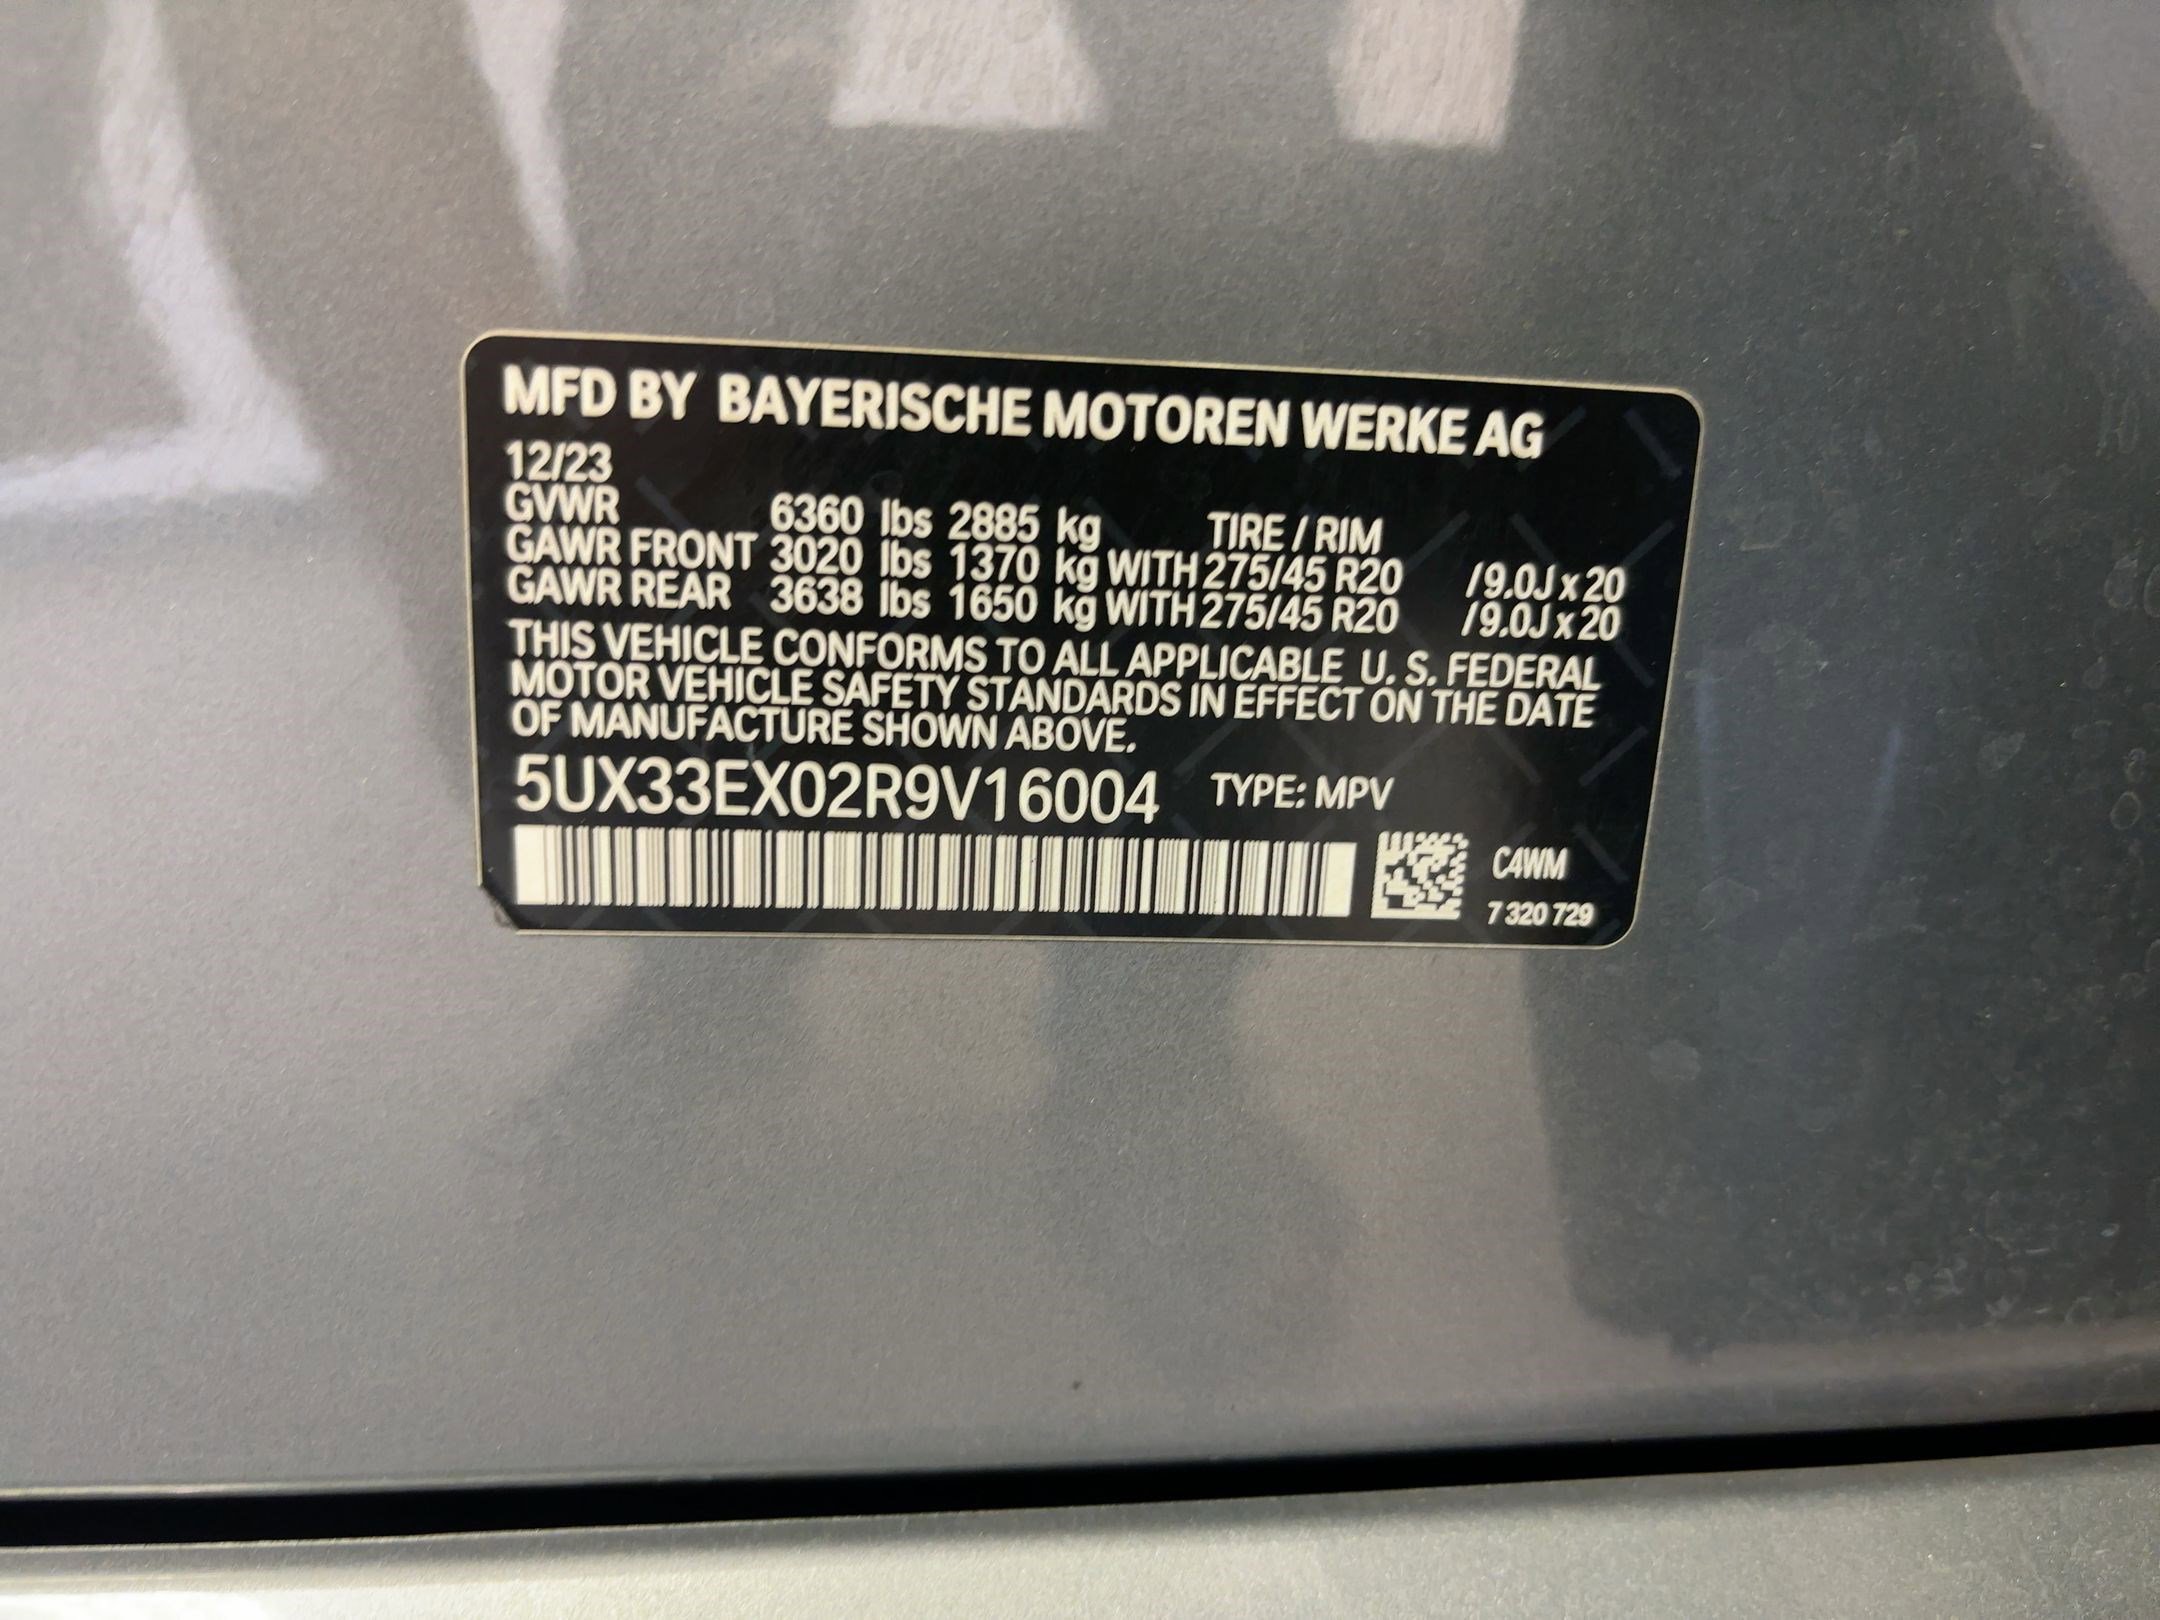 MFD BY BAYERISCHE MOTOREN WERKE AG
12/23
GVWR 6360 lbs 2885 kg TIRE / RIM
GAWR FRONT 3020 lbs 1370 kg WITH 275/45 R20 /9.0J x 20
GAWR REAR 3638 lbs 1650 kg WITH 275/45 R20 /9.0J x 20
THIS VEHICLE CONFORMS TO ALL APPLICABLE U. S. FEDERAL
MOTOR VEHICLE SAFETY STANDARDS IN EFFECT ON THE DATE
OF MANUFACTURE SHOWN ABOVE.
5UX33EX02R9V16004 TYPE: MPV
C4WM
7 320 729